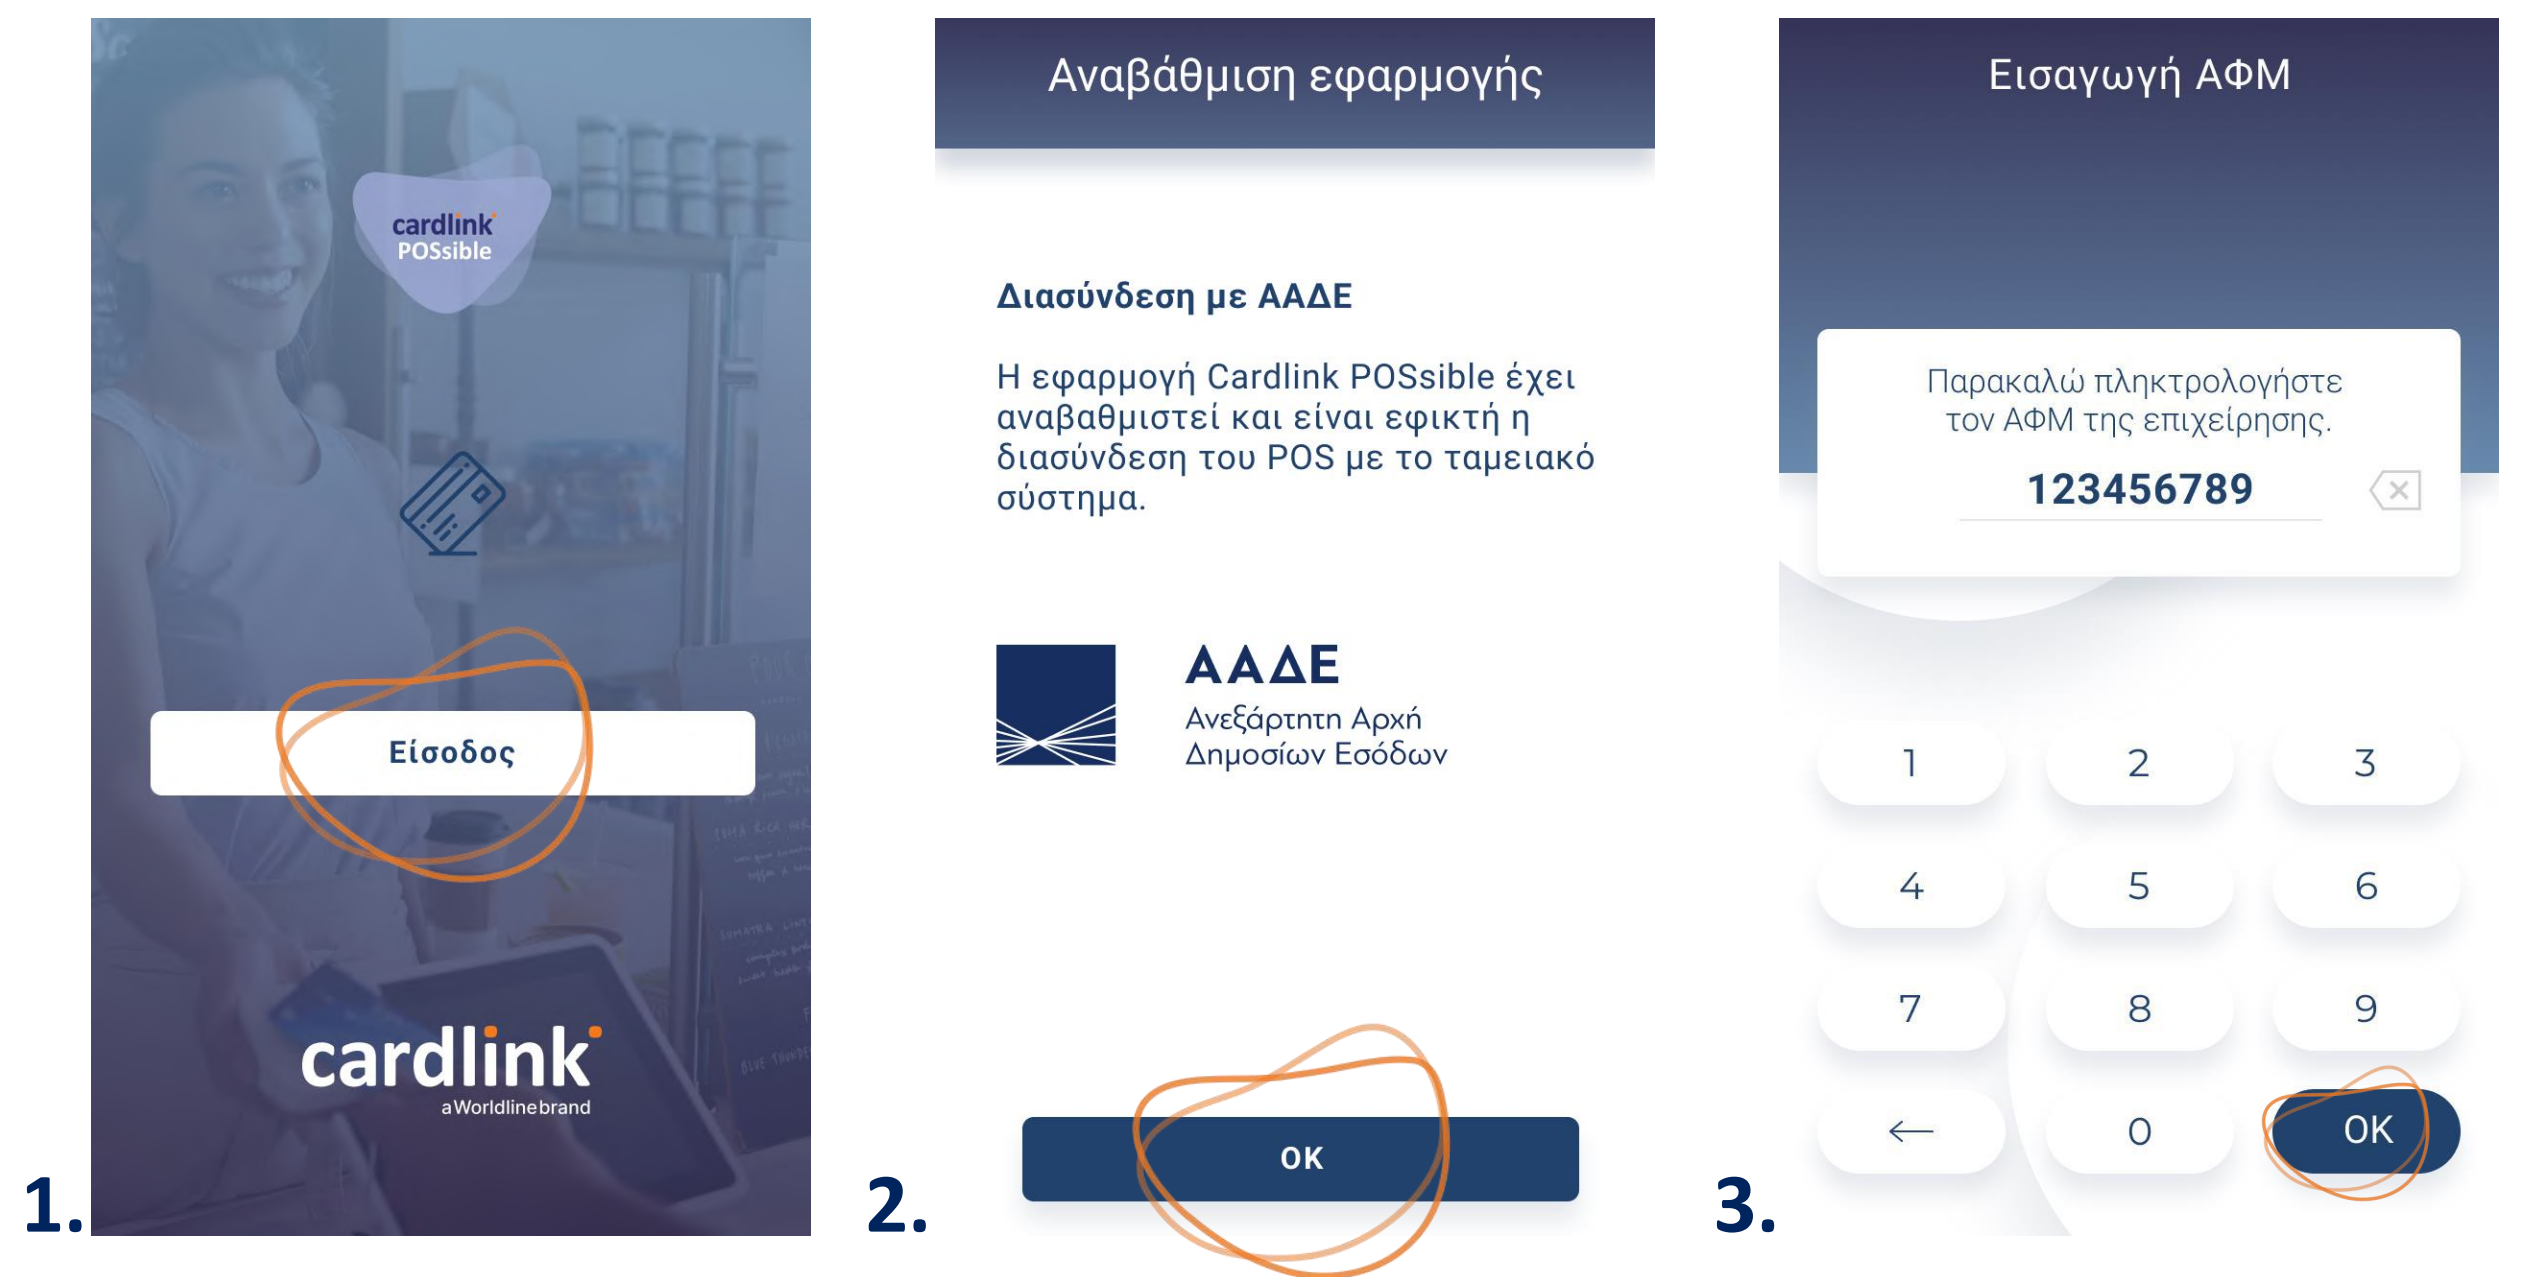 cardlink
POSsible
Είσοδος
cardlink
a Worldline brand
1.
Αναβάθμιση εφαρμογής
Διασύνδεση με ΑΑΔΕ
Η εφαρμογή Cardlink POSsible έχει
αναβαθμιστεί και είναι εφικτή η
διασύνδεση του POS με το ταμειακό
σύστημα.
ΑΑΔΕ
Ανεξάρτητη Αρχή
Δημοσίων Εσόδων
OK
2.
Εισαγωγή ΑΦΜ
Παρακαλώ πληκτρολογήστε
τον ΑΦΜ της επιχείρησης.
123456789
1 2 3
4 5 6
7 8 9
← 0 OK
3.